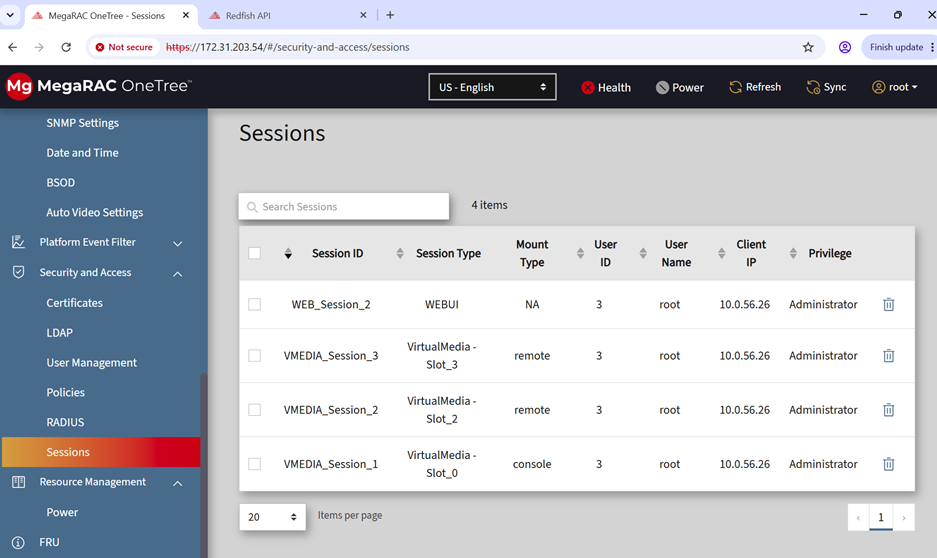 MegaRAC OneTree - Sessions
Redfish API
Not secure
https://172.31.203.54/#/security-and-access/sessions
Finish update
Mg MegaRAC OneTree™
US - English
Health
Power
Refresh
Sync
root
SNMP Settings
Date and Time
BSOD
Auto Video Settings
Platform Event Filter
Security and Access
Certificates
LDAP
User Management
Policies
RADIUS
Sessions
Resource Management
Power
FRU
Sessions
Search Sessions
4 items
Session ID Session Type Mount Type User ID User Name Client IP Privilege
WEB_Session_2 WEBUI NA 3 root 10.0.56.26 Administrator
VMEDIA_Session_3 VirtualMedia - Slot_3 remote 3 root 10.0.56.26 Administrator
VMEDIA_Session_2 VirtualMedia - Slot_2 remote 3 root 10.0.56.26 Administrator
VMEDIA_Session_1 VirtualMedia - Slot_0 console 3 root 10.0.56.26 Administrator
20 Items per page
1